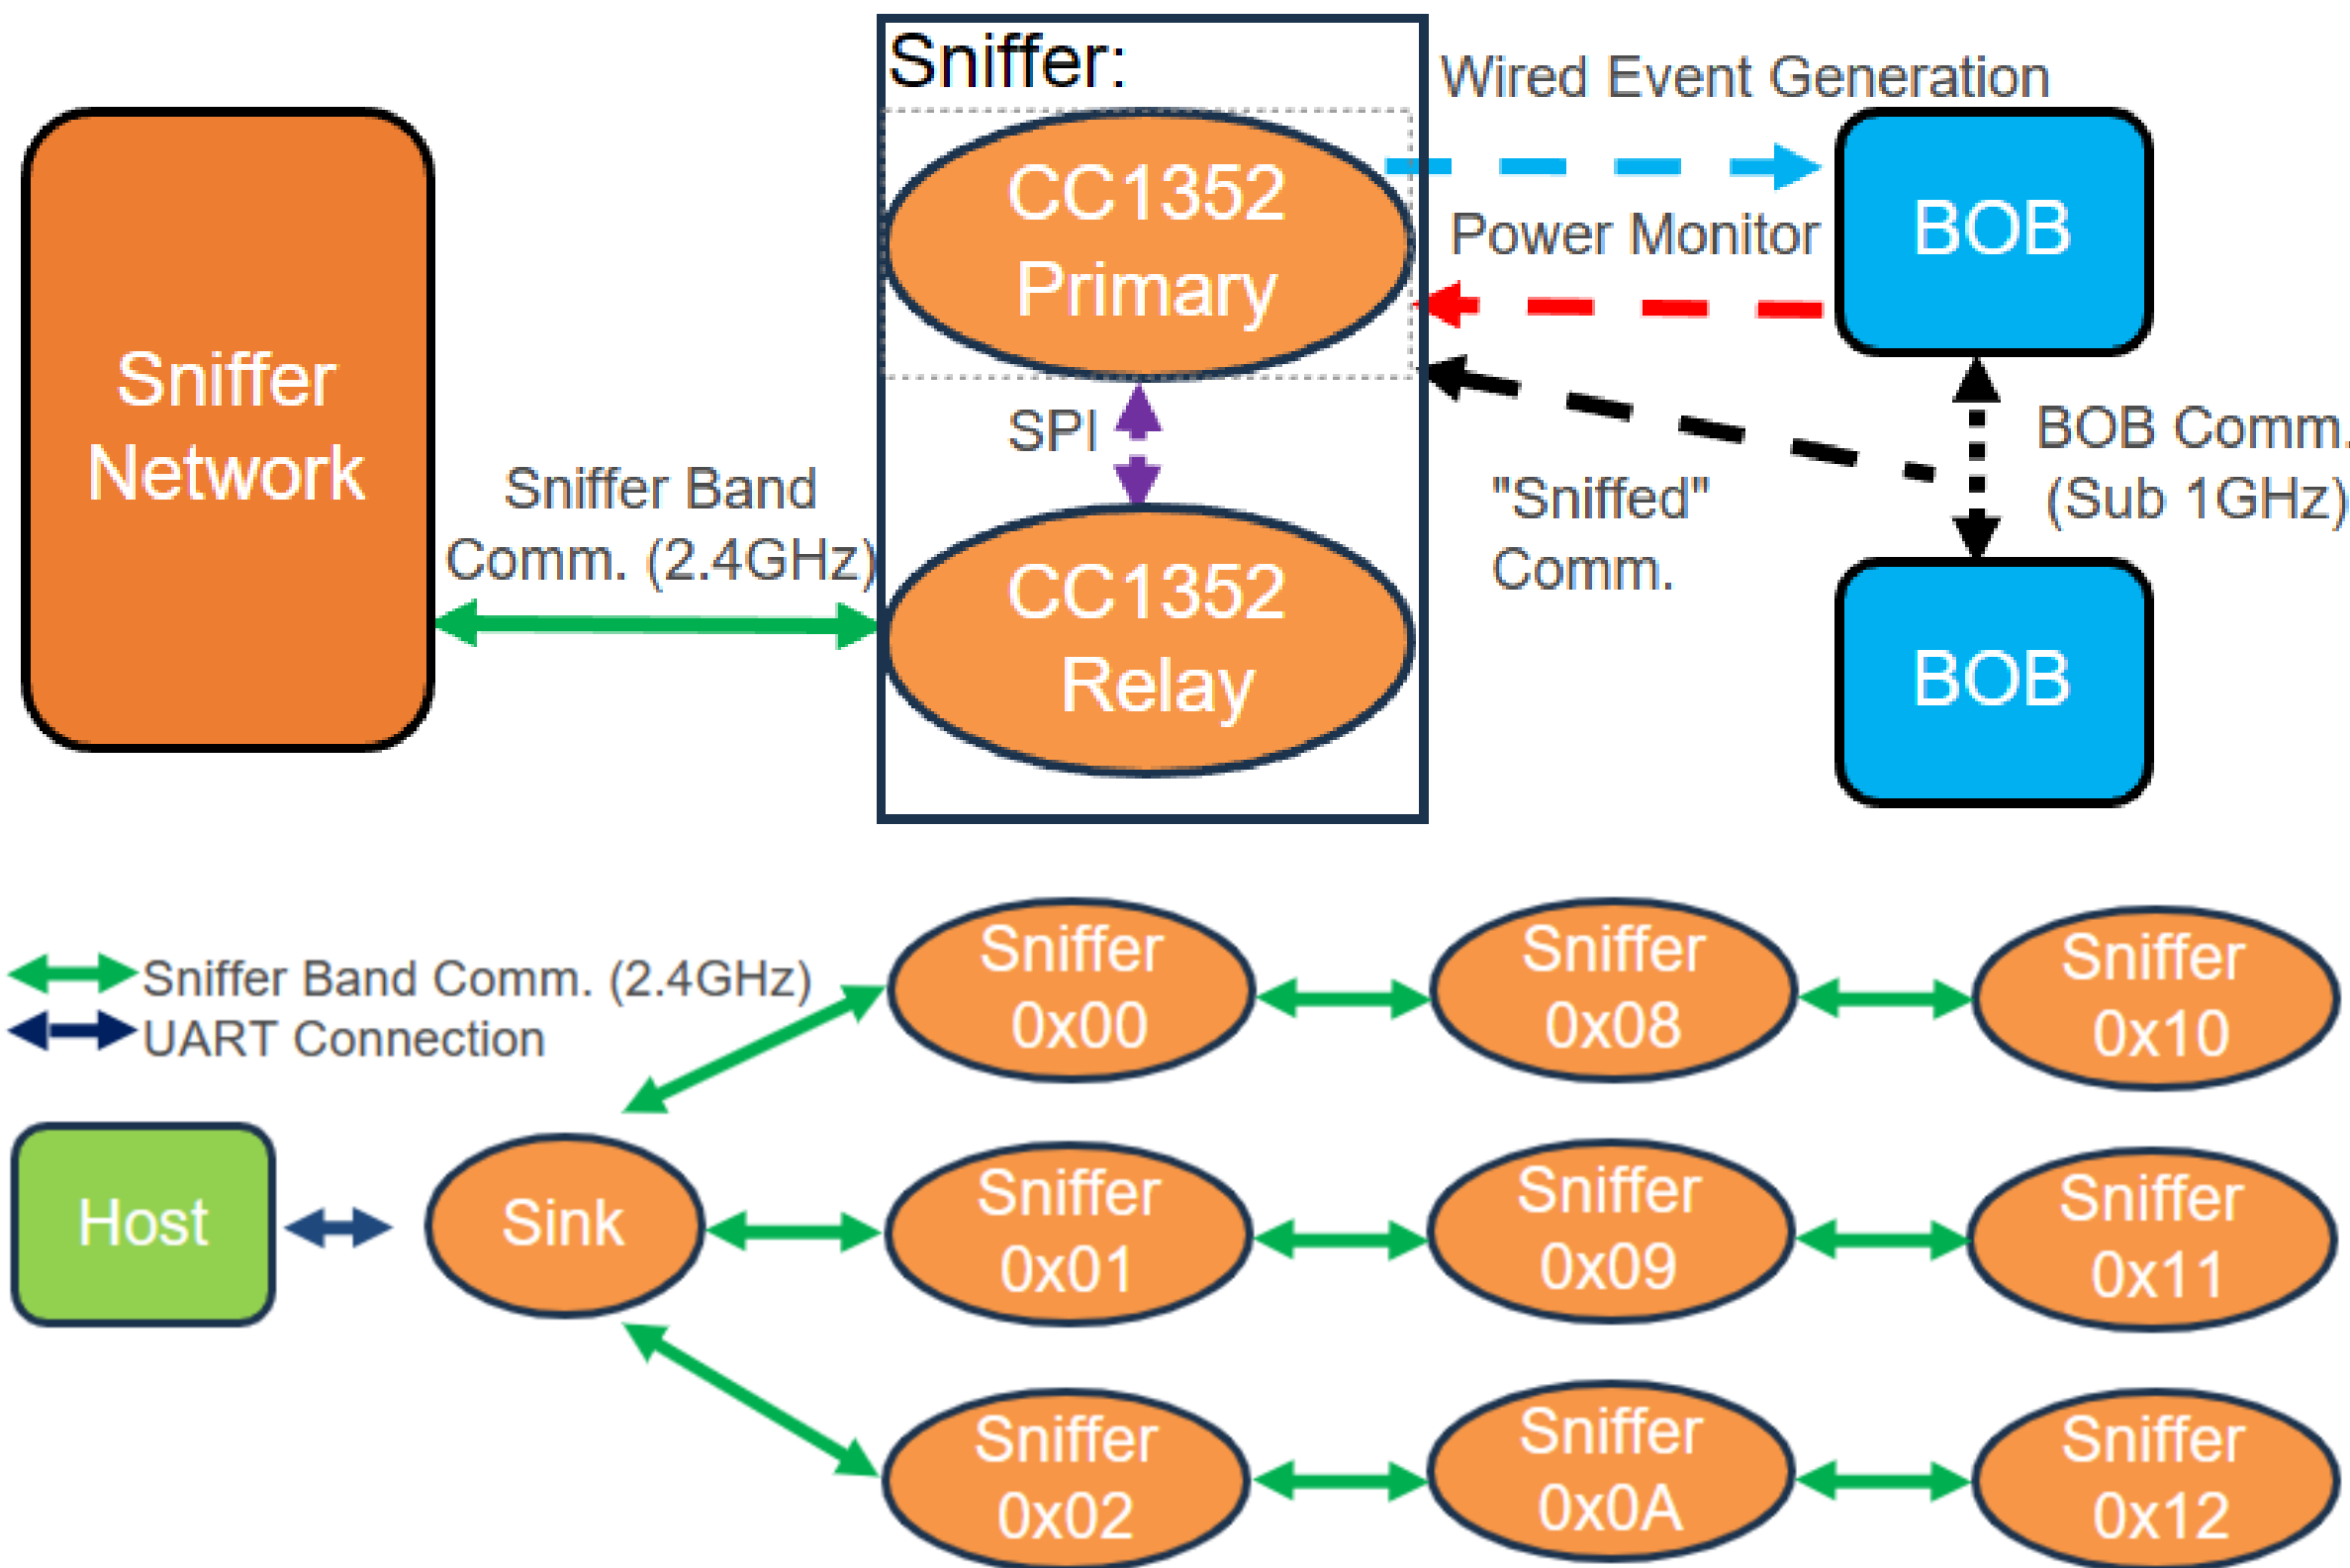 Sniffer:
Wired Event Generation
CC1352
Primary
Power Monitor
BOB
Sniffer
Network
SPI
Sniffer Band
Comm. (2.4GHz)
"Sniffed"
Comm.
BOB Comm.
(Sub 1GHz)
CC1352
Relay
BOB
Sniffer Band Comm. (2.4GHz)
UART Connection
Sniffer
0x00
Sniffer
0x08
Sniffer
0x10
Host
Sink
Sniffer
0x01
Sniffer
0x09
Sniffer
0x11
Sniffer
0x02
Sniffer
0x0A
Sniffer
0x12